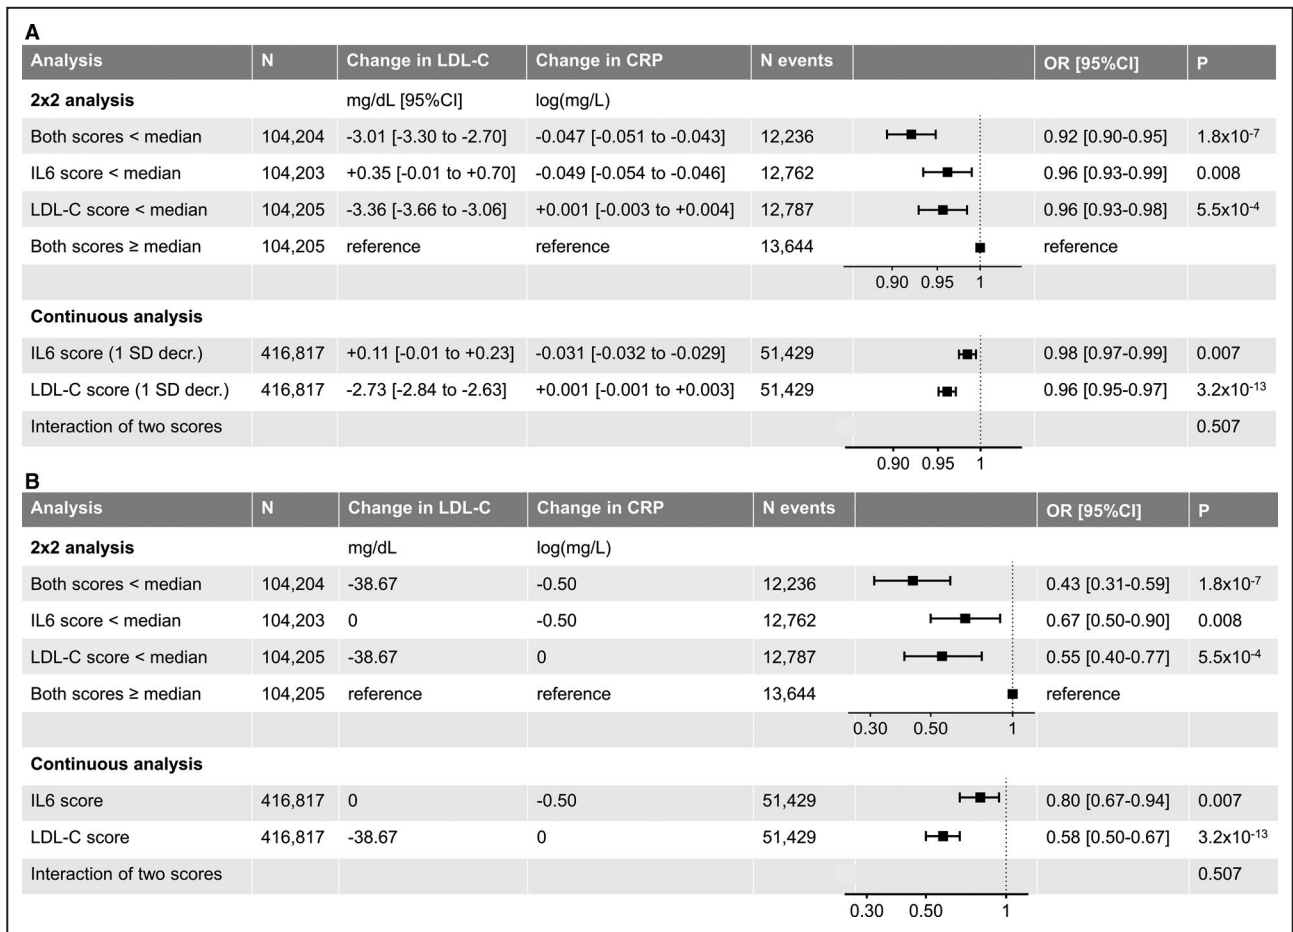 A
Analysis N Change in LDL-C Change in CRP N events OR [95%CI] P
2x2 analysis mg/dL [95%CI] log(mg/L)
Both scores < median 104,204 -3.01 [-3.30 to -2.70] -0.047 [-0.051 to -0.043] 12,236 0.92 [0.90-0.95] 1.8x10-7
IL6 score < median 104,203 +0.35 [-0.01 to +0.70] -0.049 [-0.054 to -0.046] 12,762 0.96 [0.93-0.99] 0.008
LDL-C score < median 104,205 -3.36 [-3.66 to -3.06] +0.001 [-0.003 to +0.004] 12,787 0.96 [0.93-0.98] 5.5x10-4
Both scores ≥ median 104,205 reference reference 13,644 reference
0.90 0.95 1
Continuous analysis
IL6 score (1 SD decr.) 416,817 +0.11 [-0.01 to +0.23] -0.031 [-0.032 to -0.029] 51,429 0.98 [0.97-0.99] 0.007
LDL-C score (1 SD decr.) 416,817 -2.73 [-2.84 to -2.63] +0.001 [-0.001 to +0.003] 51,429 0.96 [0.95-0.97] 3.2x10-13
Interaction of two scores 0.507
0.90 0.95 1
B
Analysis N Change in LDL-C Change in CRP N events OR [95%CI] P
2x2 analysis mg/dL log(mg/L)
Both scores < median 104,204 -38.67 -0.50 12,236 0.43 [0.31-0.59] 1.8x10-7
IL6 score < median 104,203 0 -0.50 12,762 0.67 [0.50-0.90] 0.008
LDL-C score < median 104,205 -38.67 0 12,787 0.55 [0.40-0.77] 5.5x10-4
Both scores ≥ median 104,205 reference reference 13,644 reference
0.30 0.50 1
Continuous analysis
IL6 score 416,817 0 -0.50 51,429 0.80 [0.67-0.94] 0.007
LDL-C score 416,817 -38.67 0 51,429 0.58 [0.50-0.67] 3.2x10-13
Interaction of two scores 0.507
0.30 0.50 1